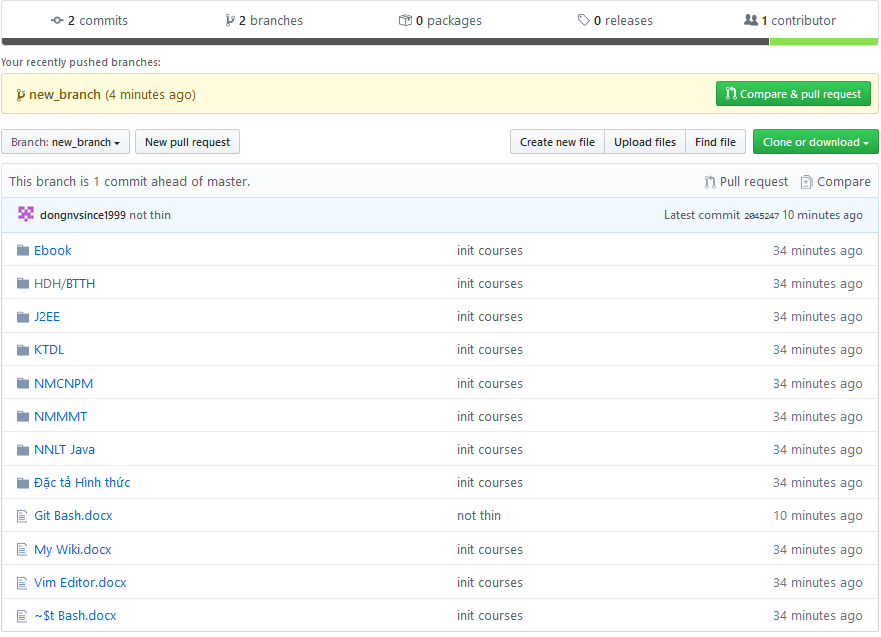 2 commits 2 branches 0 packages 0 releases 1 contributor
Your recently pushed branches:
new_branch (4 minutes ago) Compare & pull request
Branch: new_branch New pull request Create new file Upload files Find file Clone or download
This branch is 1 commit ahead of master. Pull request Compare
dongnvsince1999 not thin Latest commit 2045247 10 minutes ago
Ebook init courses 34 minutes ago
HDH/BTTH init courses 34 minutes ago
J2EE init courses 34 minutes ago
KTDL init courses 34 minutes ago
NMCNPM init courses 34 minutes ago
NMMMT init courses 34 minutes ago
NNLT Java init courses 34 minutes ago
Đặc tả Hình thức init courses 34 minutes ago
Git Bash.docx not thin 10 minutes ago
My Wiki.docx init courses 34 minutes ago
Vim Editor.docx init courses 34 minutes ago
~$t Bash.docx init courses 34 minutes ago